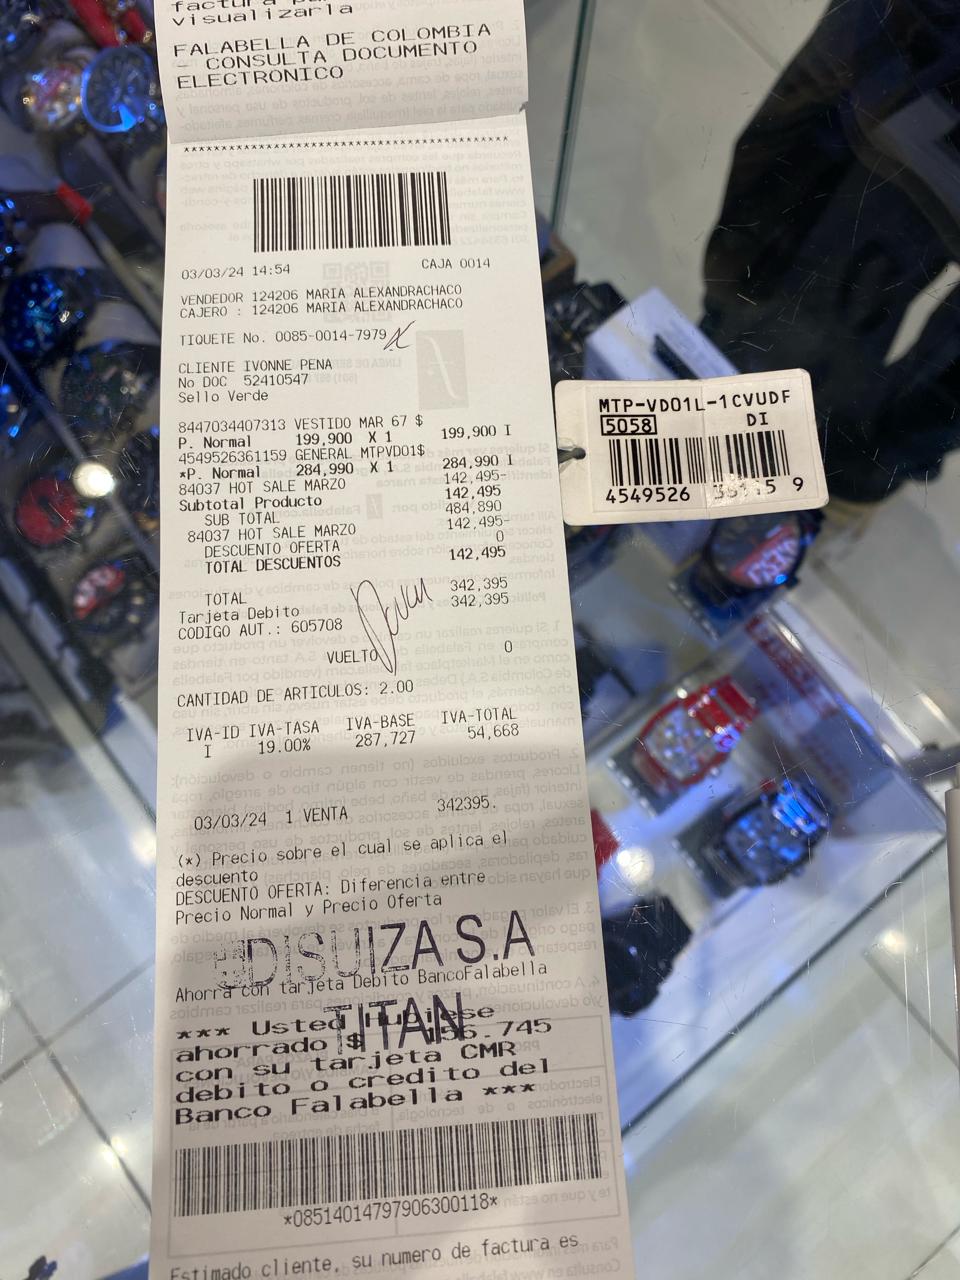 visualizarla
FALABELLA DE COLOMBIA
- CONSULTA DOCUMENTO
ELECTRONICO
03/03/24 14:54 CAJA 0014
VENDEDOR 124206 MARIA ALEXANDRACHACO
CAJERO : 124206 MARIA ALEXANDRACHACO
TIQUETE No. 0085-0014-7979
CLIENTE IVONNE PENA
No DOC 52410547
Sello Verde
8447034407313 VESTIDO MAR 67 $
P. Normal 199,900 X 1 199,900 I
4549526361159 GENERAL MTPVD01$
*P. Normal 284,990 X 1 284,990 I
84037 HOT SALE MARZO 142,495-
Subtotal Producto 142,495
SUB TOTAL 484,890
84037 HOT SALE MARZO 142,495-
DESCUENTO OFERTA 0
TOTAL DESCUENTOS 142,495
TOTAL 342,395
Tarjeta Debito 342,395
CODIGO AUT.: 605708
VUELTO 0
CANTIDAD DE ARTICULOS: 2.00
IVA-ID IVA-TASA IVA-BASE IVA-TOTAL
I 19.00% 287,727 54,668
03/03/24 1 VENTA 342395.
(*) Precio sobre el cual se aplica el
descuento
DESCUENTO OFERTA: Diferencia entre
Precio Normal y Precio Oferta
EDISUIZA S.A
Ahorra con tarjeta Debito BancoFalabella
TITAN
*** Usted Hubiese
ahorrado $ 156.745
con su tarjeta CMR
debito o credito del
Banco Falabella ***
*08514014797906300118*
Estimado cliente, su numero de factura es
MTP-VD01L-1CVUDF
5058 DI
4549526 9